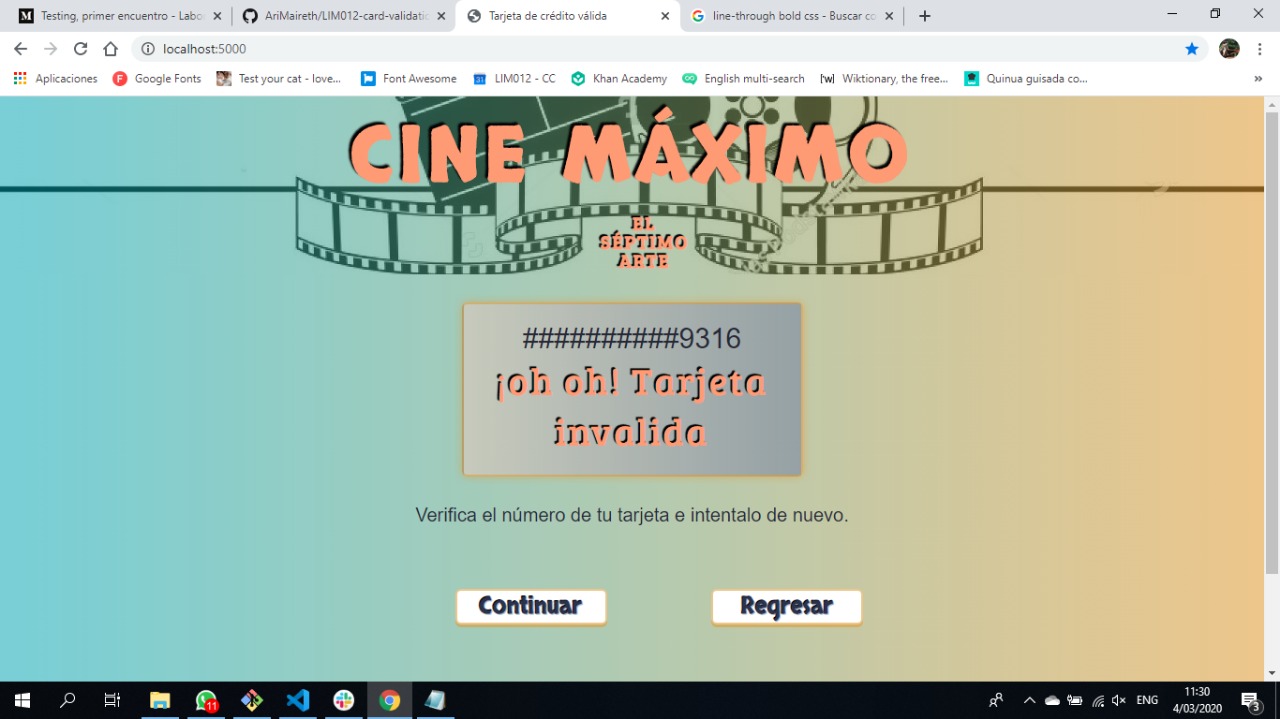 Testing, primer encuentro - Labo
AriMaireth/LIM012-card-validatic
Tarjeta de crédito válida
line-through bold css - Buscar co
localhost:5000
Aplicaciones
Google Fonts
Test your cat - love...
Font Awesome
LIM012 - CC
Khan Academy
English multi-search
Wiktionary, the free...
Quinua guisada co...
CINE MÁXIMO
EL
SÉPTIMO
ARTE
##########9316
¡oh oh! Tarjeta
invalida
Verifica el número de tu tarjeta e intentalo de nuevo.
Continuar
Regresar
11
ENG
11:30
4/03/2020
3